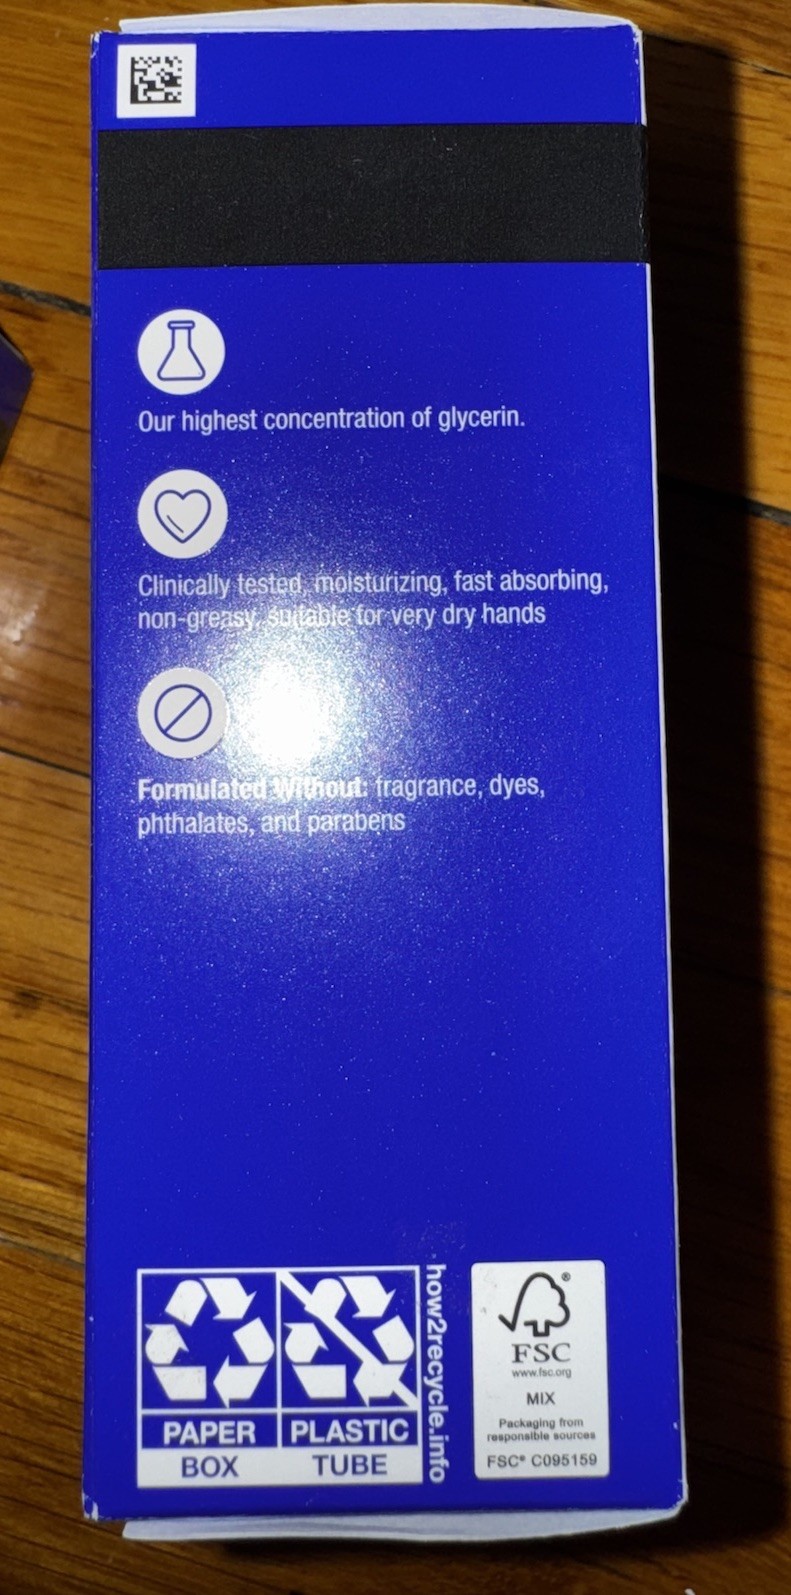 Our highest concentration of glycerin.
Clinically tested, moisturizing, fast absorbing,
non-greasy, suitable for very dry hands
Formulated Without: fragrance, dyes,
phthalates, and parabens
PAPER
BOX
PLASTIC
TUBE
how2recycle.info
®
FSC
www.fsc.org
MIX
Packaging from
responsible sources
FSC® C095159